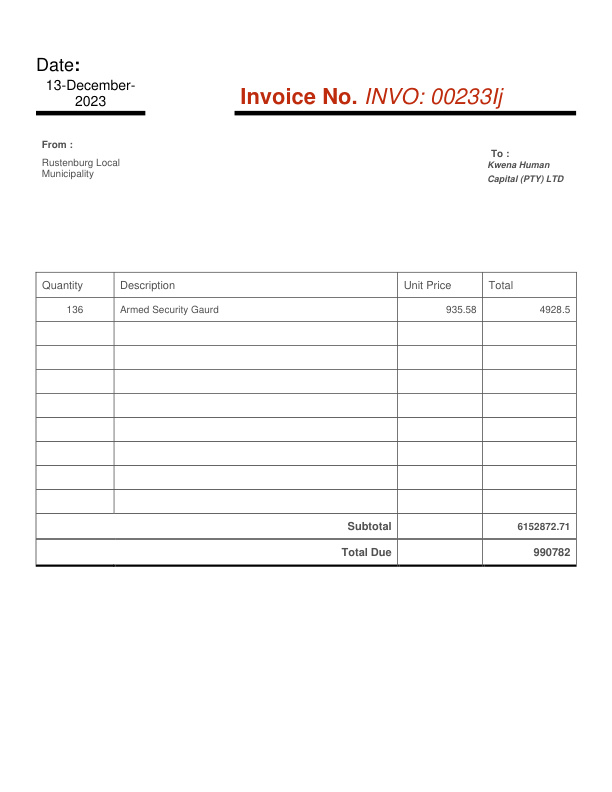 Date:
13-December-
2023
Invoice No. INVO: 00233Ij
From :
Rustenburg Local
Municipality
To :
Kwena Human
Capital (PTY) LTD
Quantity Description Unit Price Total
136 Armed Security Gaurd 935.58 4928.5
Subtotal 6152872.71
Total Due 990782